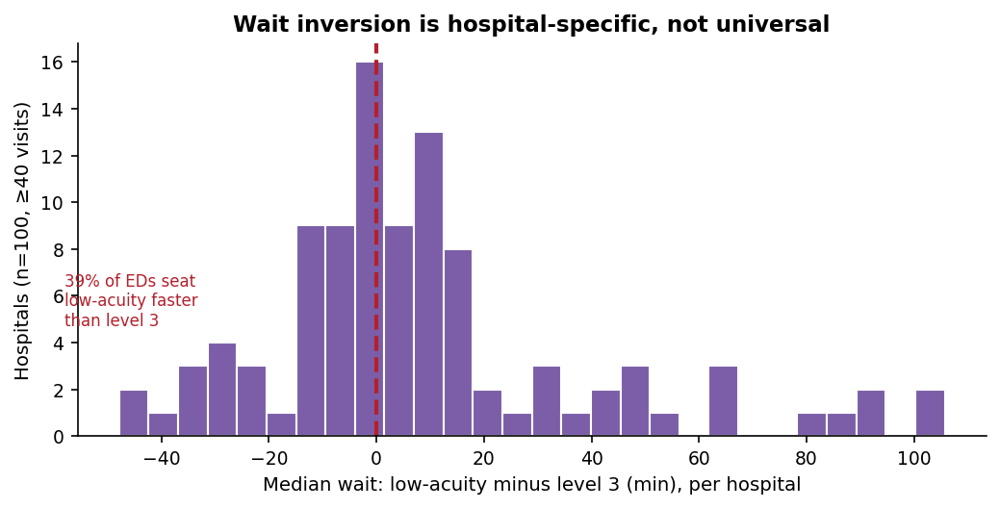 Wait inversion is hospital-specific, not universal
Hospitals (n=100, ≥40 visits)
16
14
12
10
8
6
4
2
0
39% of EDs seat
low-acuity faster
than level 3
−40
−20
0
20
40
60
80
100
Median wait: low-acuity minus level 3 (min), per hospital